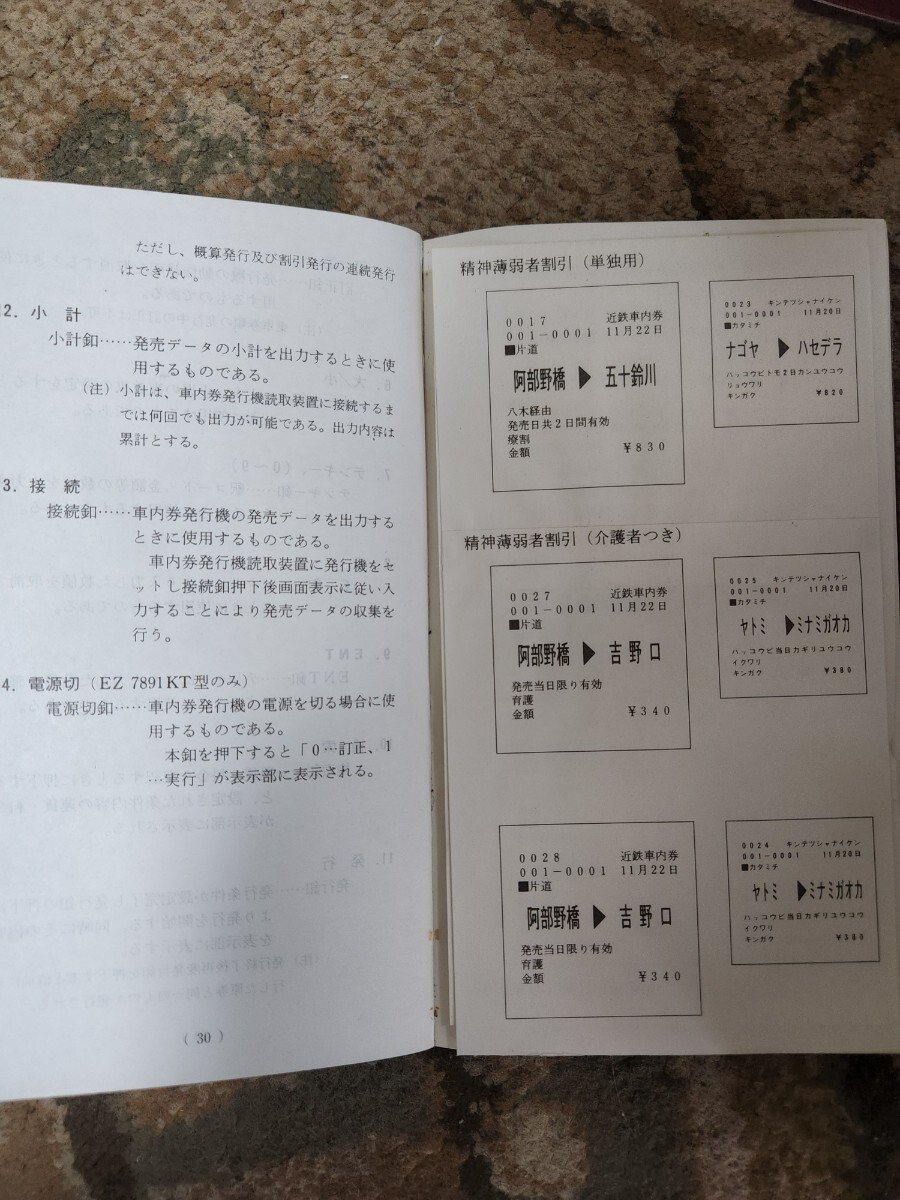 ただし、概算発行及び割引発行の連続発行
はできない。
12．小　計
小計釦……発売データの小計を出力するときに使
用するものである。
（注）小計は、車内券発行機読取装置に接続するま
では何回でも出力が可能である。出力内容は
累計とする。
3．接　続
接続釦……車内券発行機の発売データを出力する
ときに使用するものである。
車内券発行機読取装置に発行機をセ
ットし接続釦押下後画面表示に従い入
力することにより発売データの収集を
行う。
4．電源切（EZ 7891KT型のみ）
電源切釦……車内券発行機の電源を切る場合に使
用するものである。
本釦を押下すると「0…訂正、1
…実行」が表示部に表示される。
（ 30 ）
精神薄弱者割引（単独用）
0017　近鉄車内券
001－0001　11月22日
■片道
阿部野橋 ▶ 五十鈴川
八木経由
発売日共2日間有効
療割
金額　￥830
0023　キンテツシャナイケン
001-0001　11月20日
■カタミチ
ナゴヤ ▶ ハセデラ
ハッコウビトモ2日カンユウコウ
リョウワリ
キンガク　￥820
精神薄弱者割引（介護者つき）
0027　近鉄車内券
001－0001　11月22日
■片道
阿部野橋 ▶ 吉野口
発売当日限り有効
育護
金額　￥340
0025　キンテツシャナイケン
001-0001　11月20日
■カタミチ
ヤトミ ▶ミナミガオカ
ハッコウビ当日カギリユウコウ
イクワリ
キンガク　￥380
0028　近鉄車内券
001－0001　11月22日
■片道
阿部野橋 ▶ 吉野口
発売当日限り有効
育護
金額　￥340
0024　キンテツシャナイケン
001-0001　11月20日
■カタミチ
ヤトミ ▶ミナミガオカ
ハッコウビ当日カギリユウコウ
イクワリ
キンガク　￥380